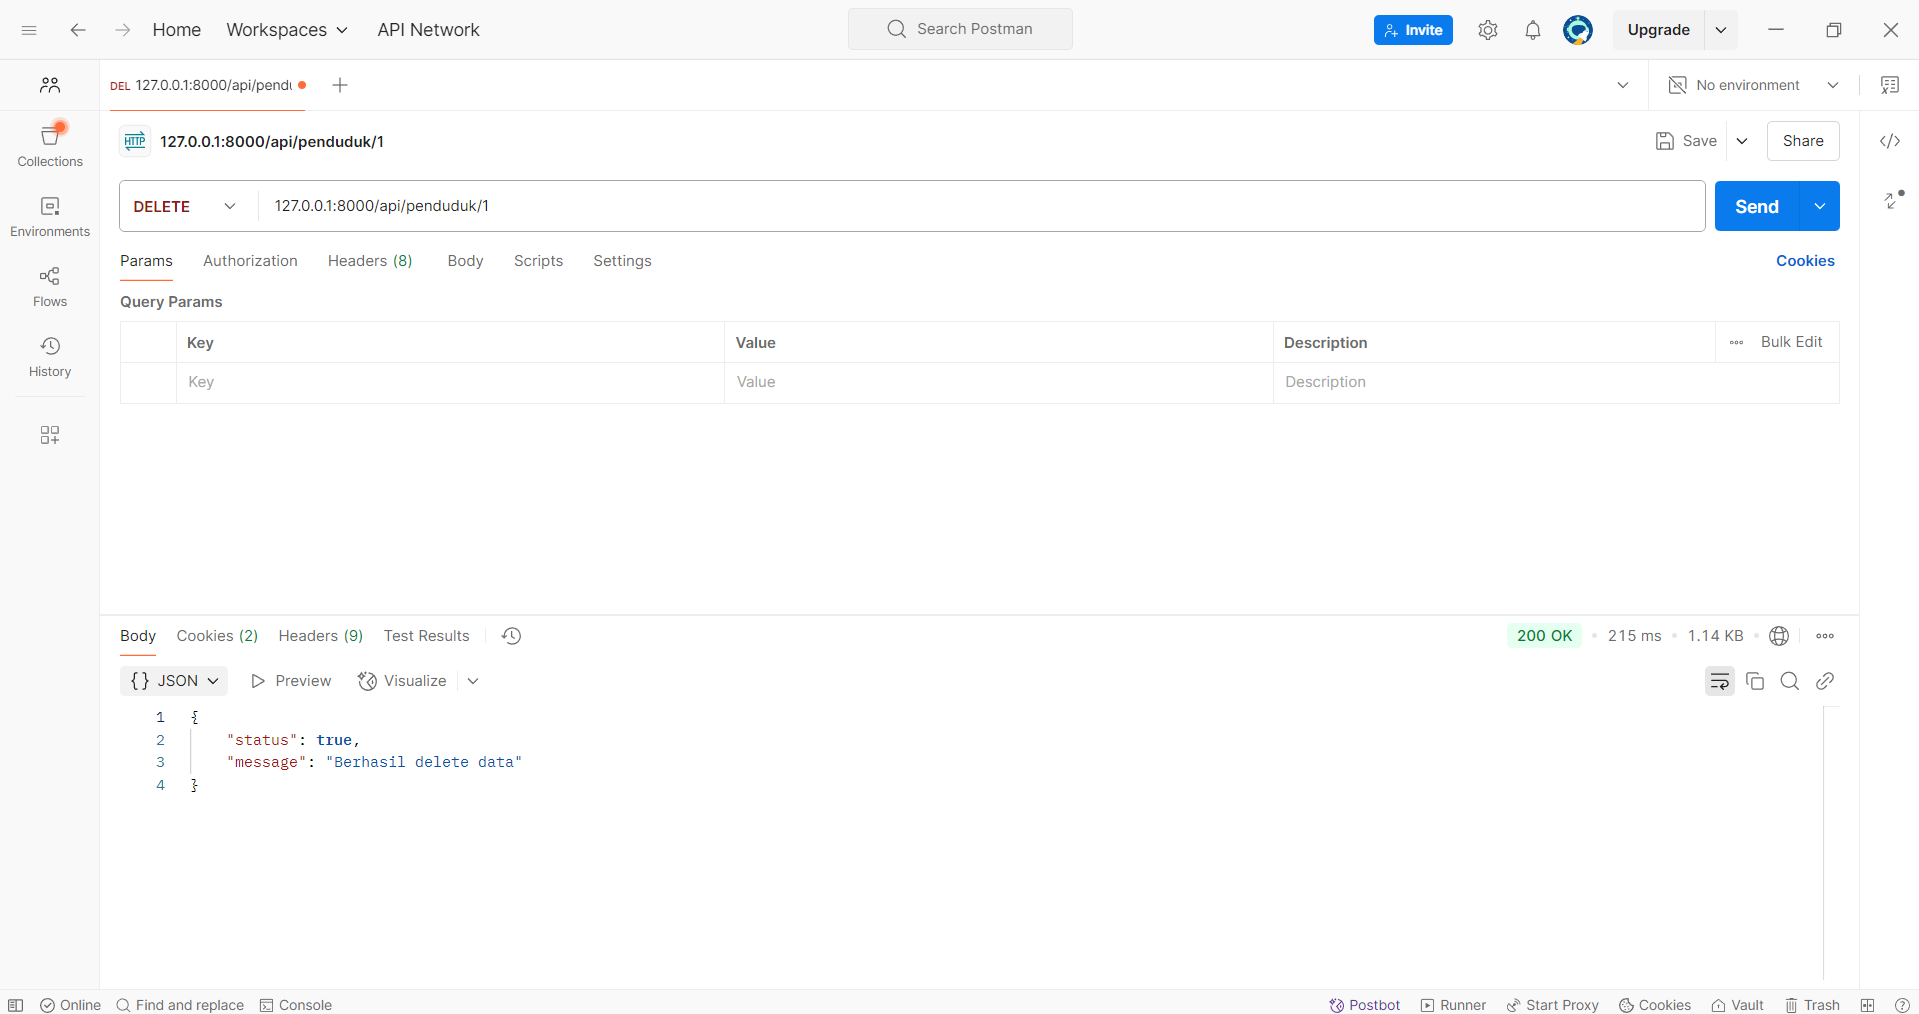 Home Workspaces API Network Search Postman Invite Upgrade
DEL 127.0.0.1:8000/api/pendu No environment
Collections
Environments
Flows
History
HTTP 127.0.0.1:8000/api/penduduk/1 Save Share
DELETE 127.0.0.1:8000/api/penduduk/1 Send
Params Authorization Headers (8) Body Scripts Settings Cookies
Query Params
Key Value Description Bulk Edit
Key Value Description
Body Cookies (2) Headers (9) Test Results 200 OK 215 ms 1.14 KB
{} JSON Preview Visualize
1 {
2 "status": true,
3 "message": "Berhasil delete data"
4 }
Online Find and replace Console Postbot Runner Start Proxy Cookies Vault Trash